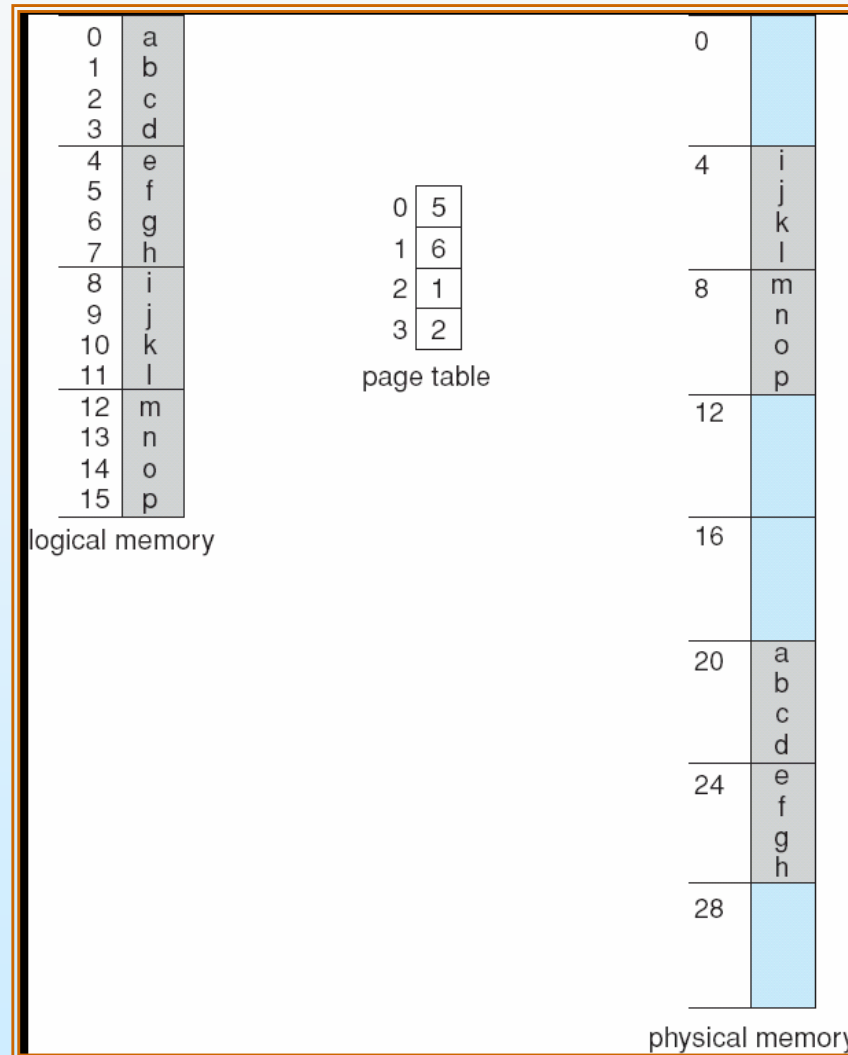 0 a
1 b
2 c
3 d
4 e
5 f
6 g
7 h
8 i
9 j
10 k
11 l
12 m
13 n
14 o
15 p
logical memory
0 5
1 6
2 1
3 2
page table
0
4 i
j
k
l
8 m
n
o
p
12
16
20 a
b
c
d
24 e
f
g
h
28
physical memory